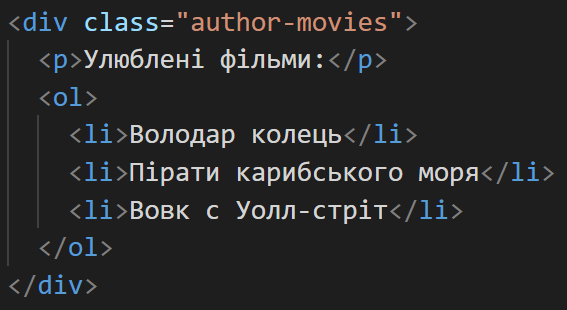 <div class="author-movies">
<p>Улюблені фільми:</p>
<ol>
<li>Володар колець</li>
<li>Пірати карибського моря</li>
<li>Вовк с Уолл-стріт</li>
</ol>
</div>